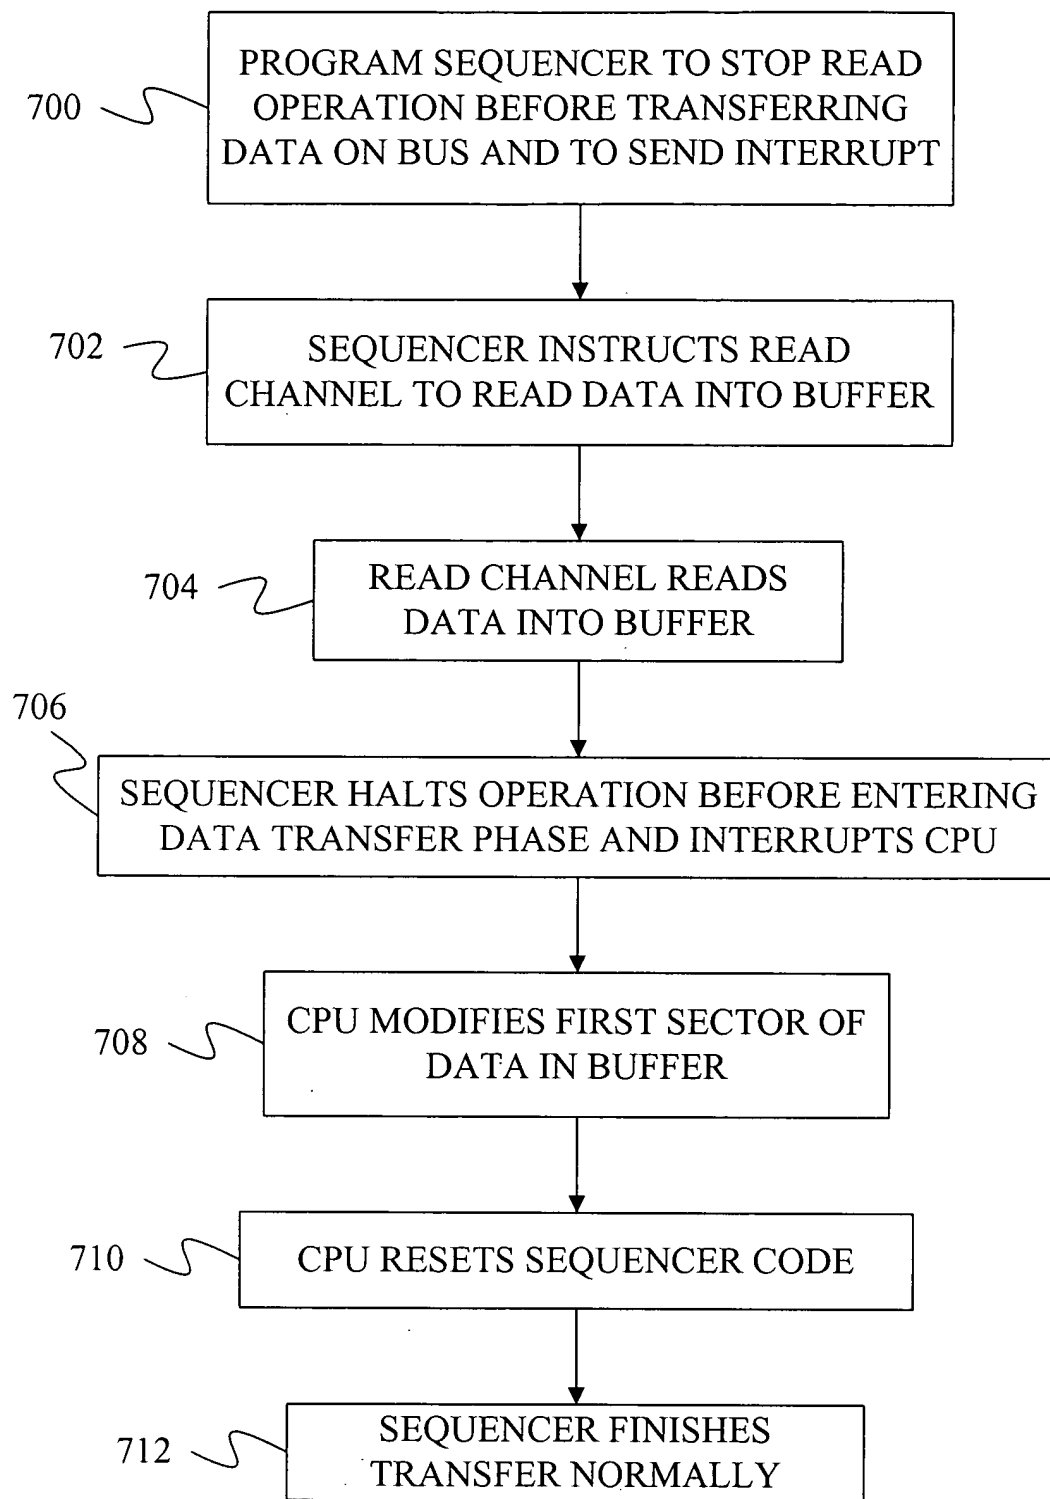 700
PROGRAM SEQUENCER TO STOP READ
OPERATION BEFORE TRANSFERRING
DATA ON BUS AND TO SEND INTERRUPT
702
SEQUENCER INSTRUCTS READ
CHANNEL TO READ DATA INTO BUFFER
704
READ CHANNEL READS
DATA INTO BUFFER
706
SEQUENCER HALTS OPERATION BEFORE ENTERING
DATA TRANSFER PHASE AND INTERRUPTS CPU
708
CPU MODIFIES FIRST SECTOR OF
DATA IN BUFFER
710
CPU RESETS SEQUENCER CODE
712
SEQUENCER FINISHES
TRANSFER NORMALLY